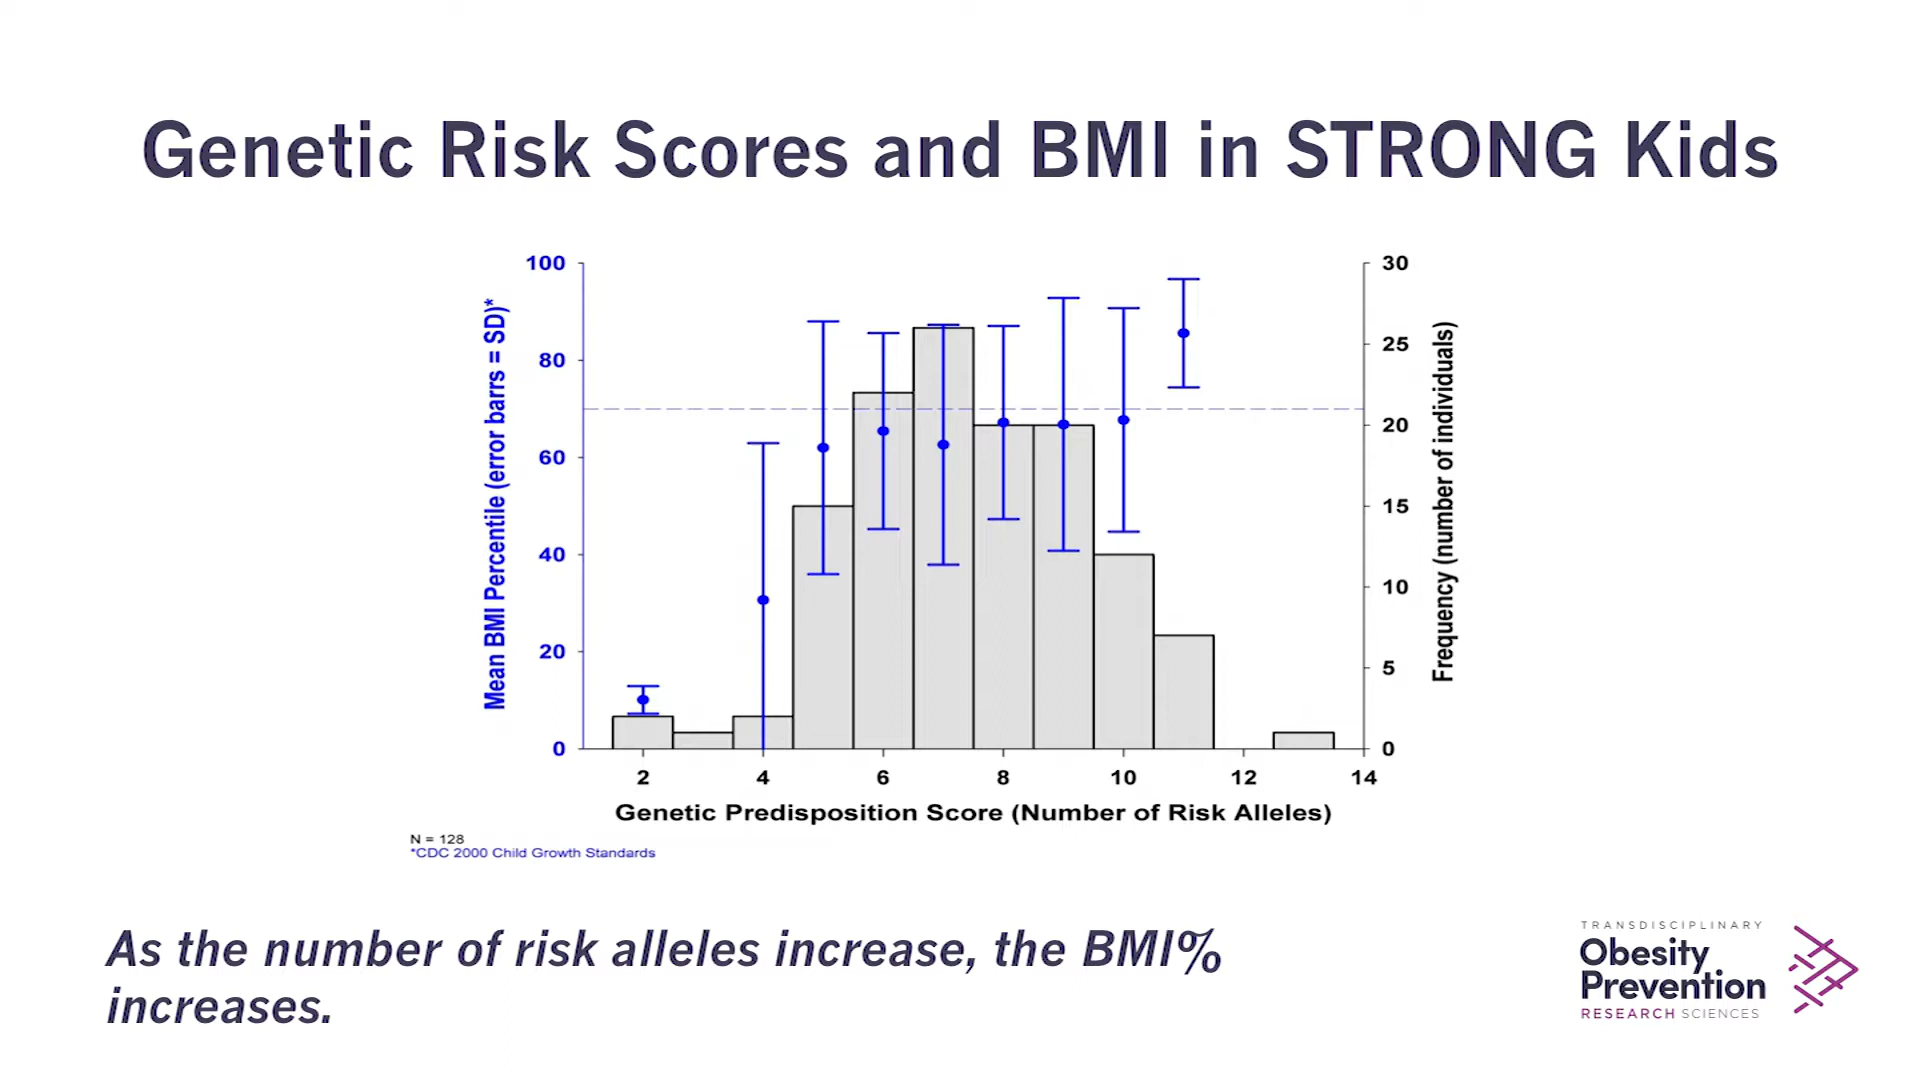 Genetic Risk Scores and BMI in STRONG Kids
Mean BMI Percentile (error barrs = SD)*
100
80
60
40
20
0
30
25
20
15
10
5
0
Frequency (number of individuals)
2 4 6 8 10 12 14
Genetic Predisposition Score (Number of Risk Alleles)
N = 128
*CDC 2000 Child Growth Standards
As the number of risk alleles increase, the BMI%
increases.
TRANSDISCIPLINARY
Obesity
Prevention
RESEARCH SCIENCES